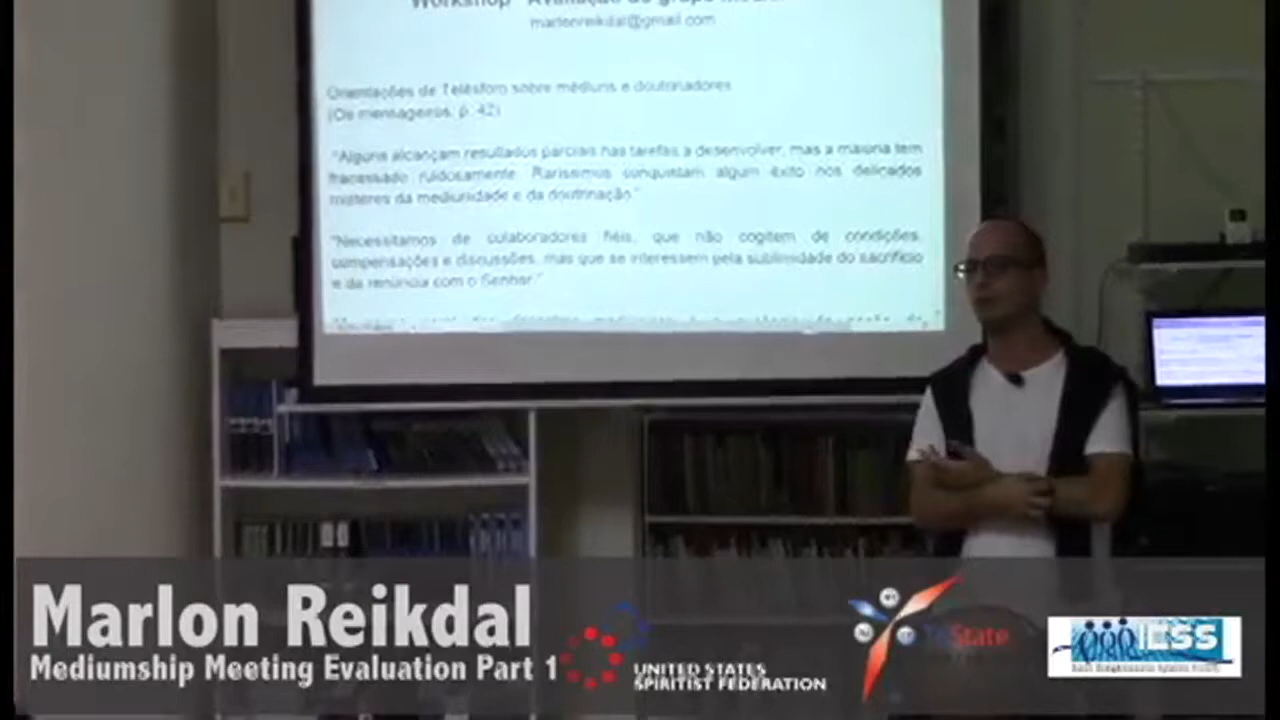 Workshop
marlonreikdal@gmail.com
Orientações de Telésforo sobre médiuns e doutrinadores
(Os mensageiros, p. 42)
"Alguns alcançam resultados parciais nas tarefas a desenvolver, mas a maioria tem
fracassado ruidosamente. Raríssimos conquistam algum êxito nos delicados
misteres da mediunidade e da doutrinação."
"Necessitamos de colaboradores fiéis, que não cogitem de condições,
compensações e discussões, mas que se interessem pela sublimidade do sacrifício
e da renúncia com o Senhor."
Marlon Reikdal
Mediumship Meeting Evaluation Part 1
UNITED STATES
SPIRITIST FEDERATION
TriState
ICSS